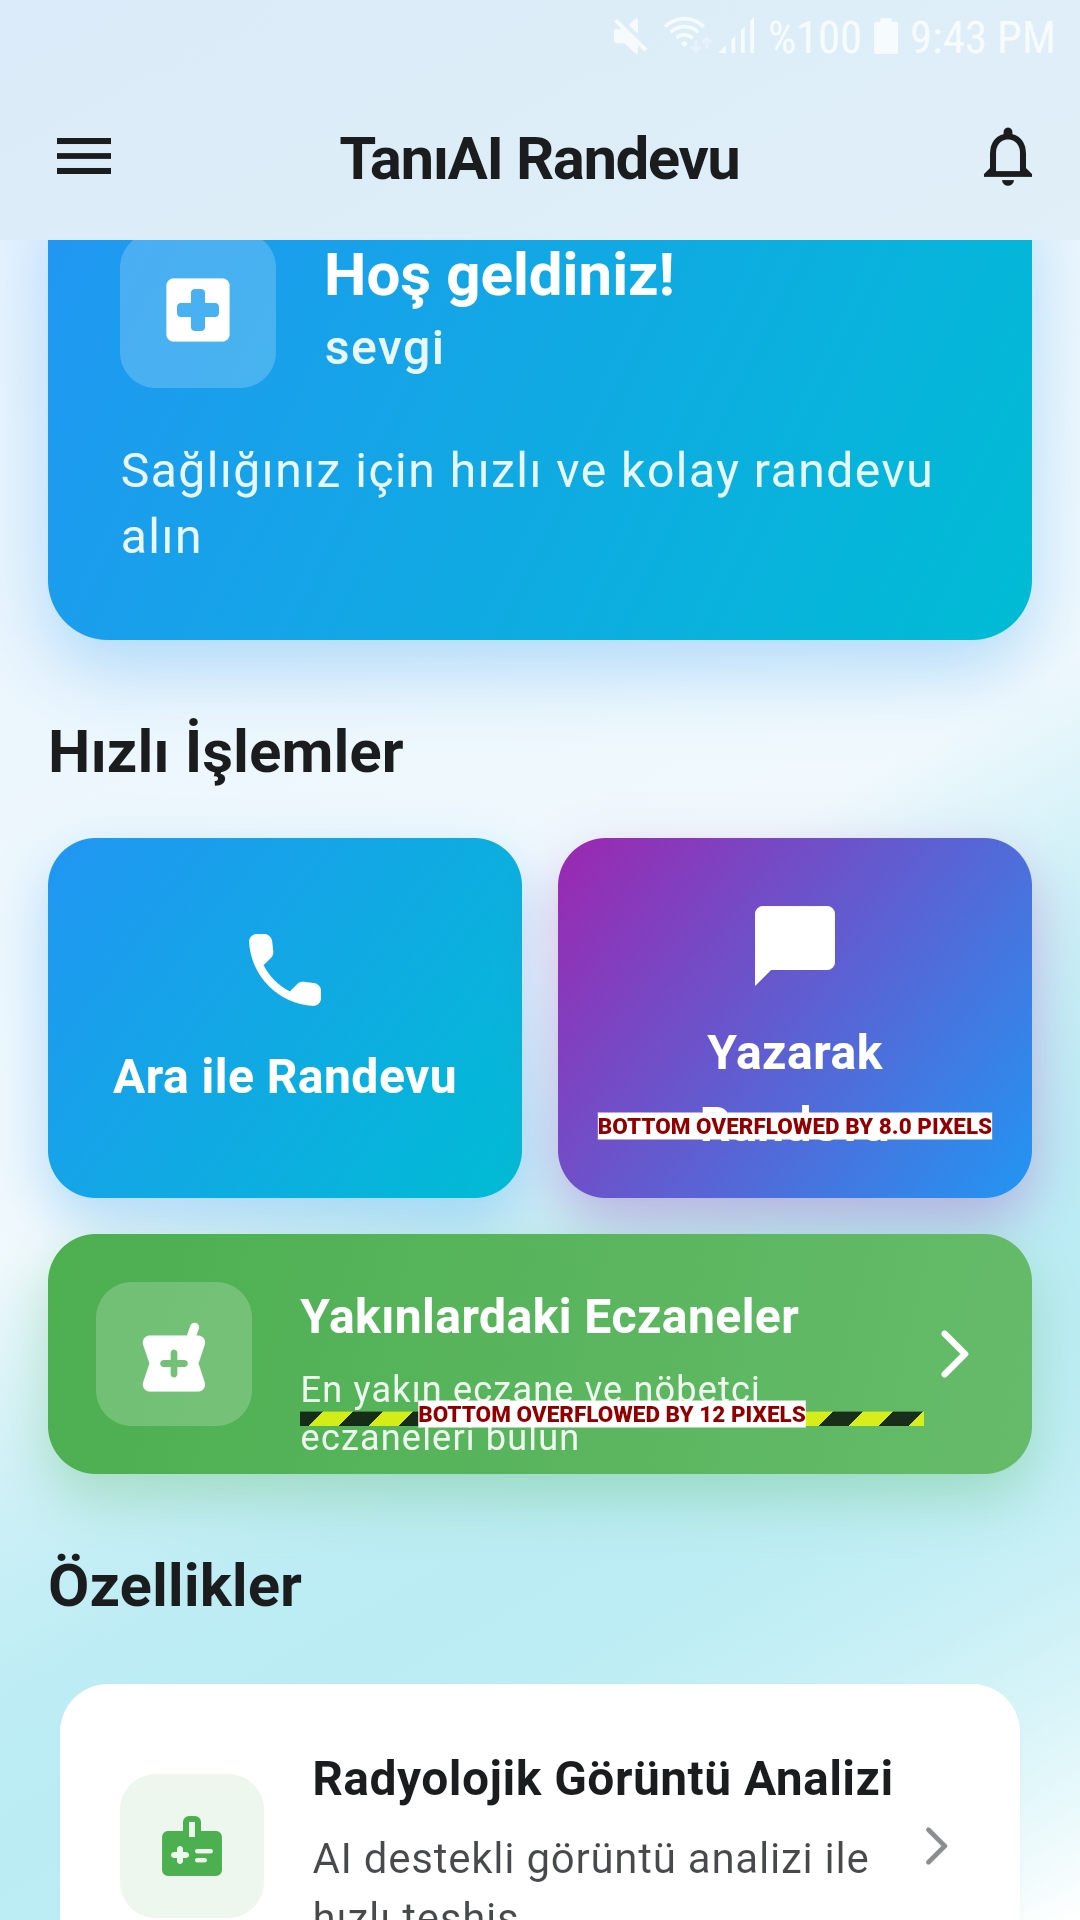 %100 9:43 PM
TanıAI Randevu
Hoş geldiniz!
sevgi
Sağlığınız için hızlı ve kolay randevu
alın
Hızlı İşlemler
Ara ile Randevu
Yazarak
Randevu
BOTTOM OVERFLOWED BY 8.0 PIXELS
Yakınlardaki Eczaneler
En yakın eczane ve nöbetçi
BOTTOM OVERFLOWED BY 12 PIXELS
eczaneleri bulun
Özellikler
Radyolojik Görüntü Analizi
AI destekli görüntü analizi ile
hızlı teşhis